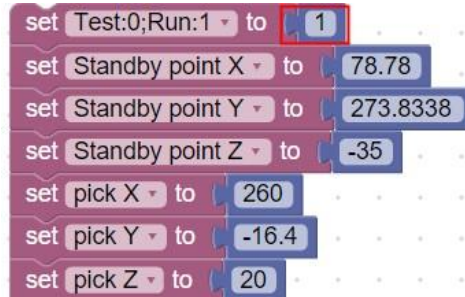 set Test:0;Run:1 to 1
set Standby point X to 78.78
set Standby point Y to 273.8338
set Standby point Z to -35
set pick X to 260
set pick Y to -16.4
set pick Z to 20